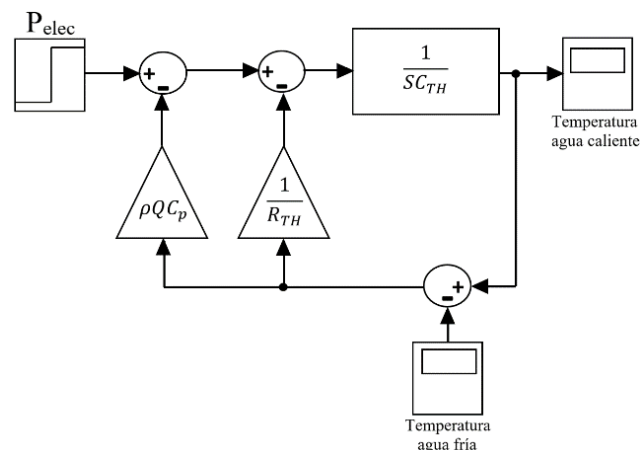 P_elec
+
-
+
-
1
SC_TH
Temperatura
agua caliente
ρQC_p
1
R_TH
+
-
Temperatura
agua fría